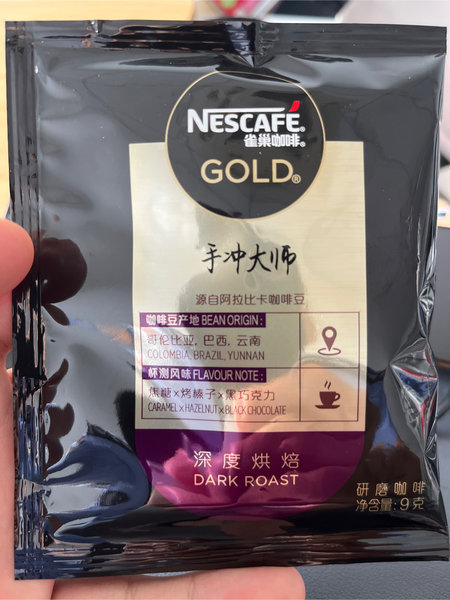 NESCAFÉ®
雀巢咖啡®
GOLD®
手冲大师
源自阿拉比卡咖啡豆
咖啡豆产地 BEAN ORIGIN:
哥伦比亚, 巴西, 云南
COLOMBIA, BRAZIL, YUNNAN
杯测风味 FLAVOUR NOTE:
焦糖×烤榛子×黑巧克力
CARAMEL×HAZELNUT×BLACK CHOCOLATE
深度烘焙
DARK ROAST
研磨咖啡
净含量: 9克